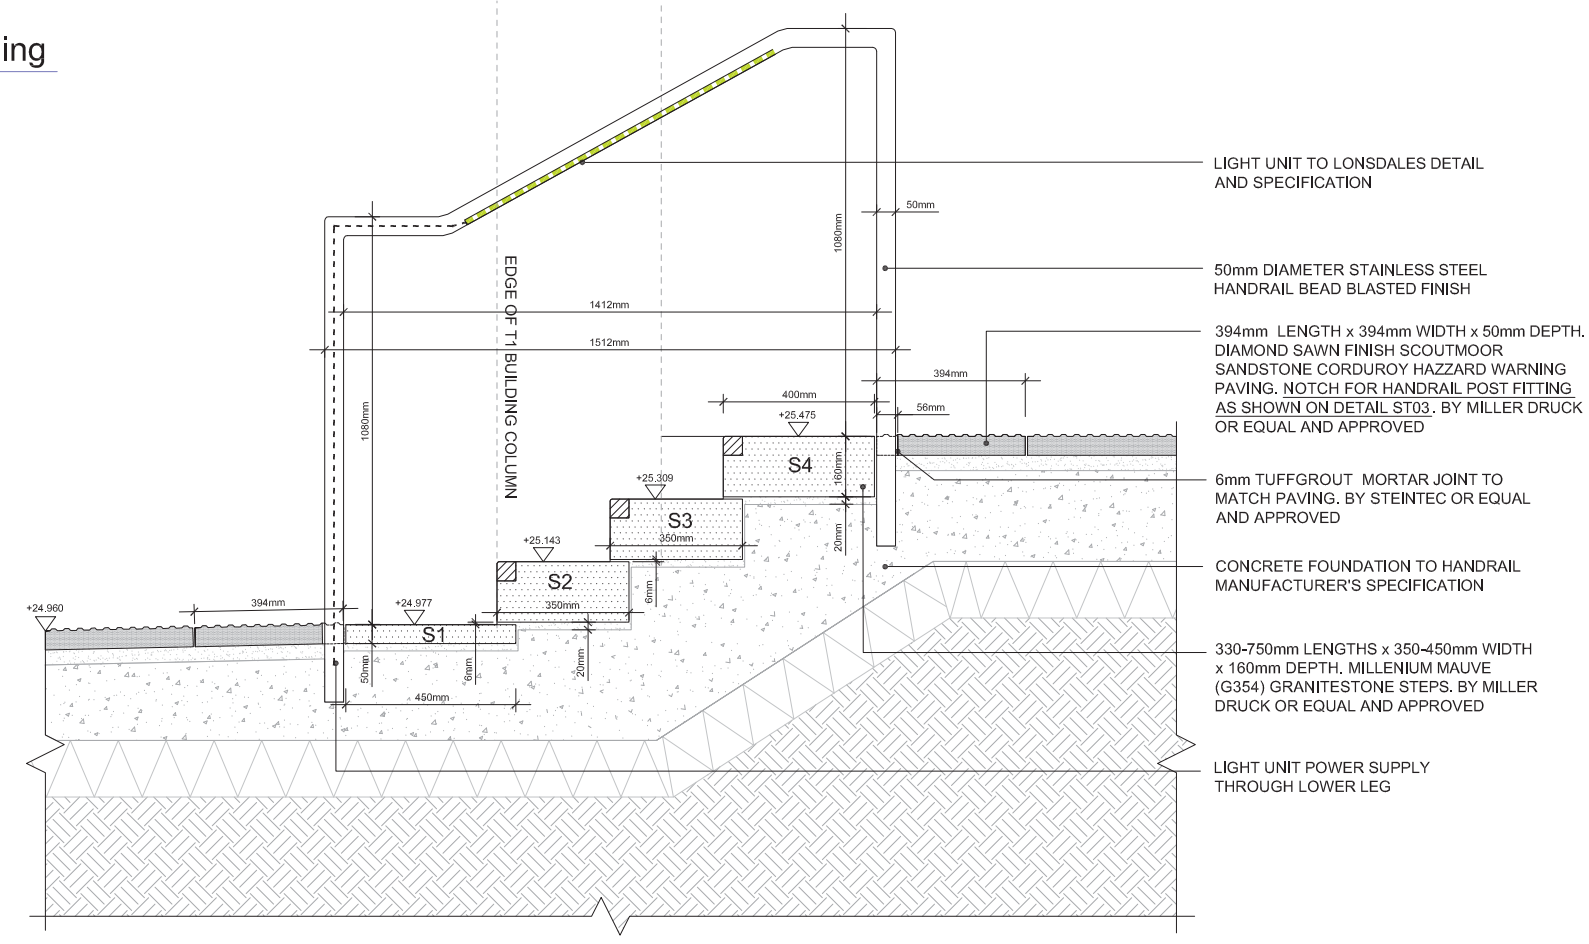 ing
LIGHT UNIT TO LONSDALES DETAIL
AND SPECIFICATION
50mm
1080mm
50mm DIAMETER STAINLESS STEEL
HANDRAIL BEAD BLASTED FINISH
EDGE OF T1 BUILDING COLUMN
1412mm
1512mm
394mm LENGTH x 394mm WIDTH x 50mm DEPTH.
DIAMOND SAWN FINISH SCOUTMOOR
SANDSTONE CORDUROY HAZZARD WARNING
PAVING. NOTCH FOR HANDRAIL POST FITTING
AS SHOWN ON DETAIL ST03. BY MILLER DRUCK
OR EQUAL AND APPROVED
394mm
400mm
56mm
+25.475
1080mm
S4
160mm
6mm TUFFGROUT MORTAR JOINT TO
MATCH PAVING. BY STEINTEC OR EQUAL
AND APPROVED
+25.309
S3
350mm
20mm
+25.143
S2
350mm
6mm
CONCRETE FOUNDATION TO HANDRAIL
MANUFACTURER'S SPECIFICATION
+24.960
394mm
+24.977
S1
50mm
6mm
20mm
450mm
330-750mm LENGTHS x 350-450mm WIDTH
x 160mm DEPTH. MILLENIUM MAUVE
(G354) GRANITESTONE STEPS. BY MILLER
DRUCK OR EQUAL AND APPROVED
LIGHT UNIT POWER SUPPLY
THROUGH LOWER LEG